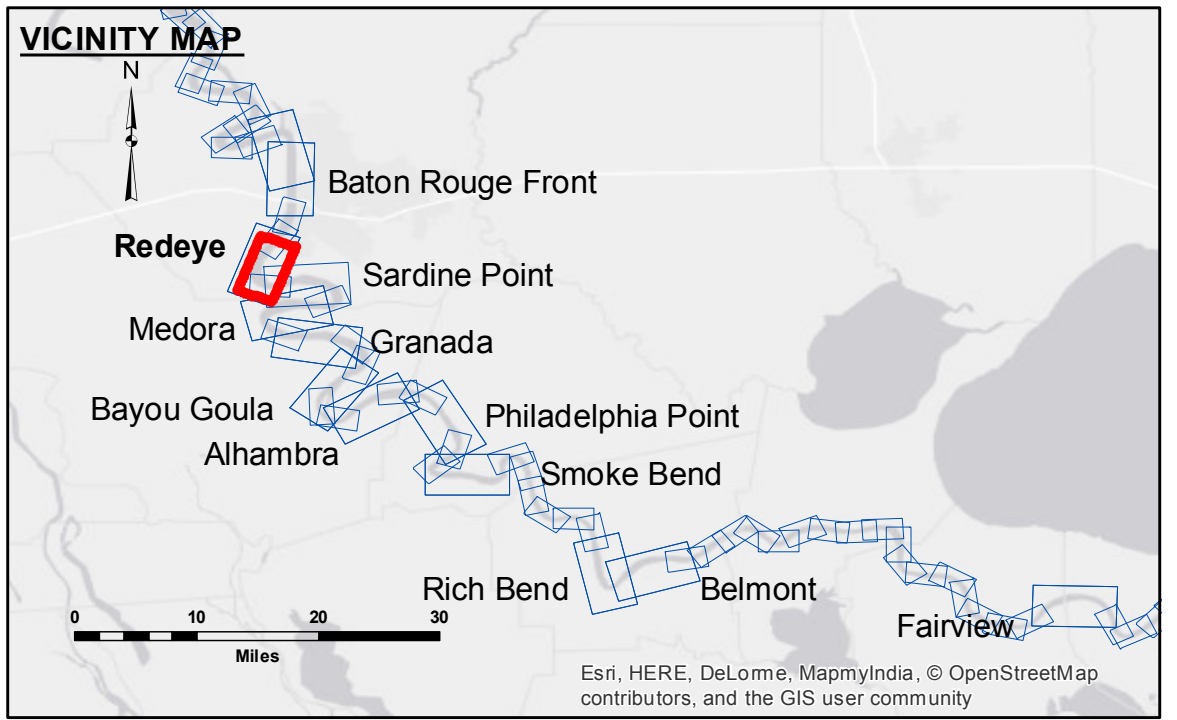 VICINITY MAP
N
Baton Rouge Front
Redeye
Sardine Point
Medora
Granada
Bayou Goula
Philadelphia Point
Alhambra
Smoke Bend
Rich Bend
Belmont
Fairview
0 10 20 30
Miles
Esri, HERE, DeLorme, MapmyIndia, © OpenStreetMap
contributors, and the GIS user community